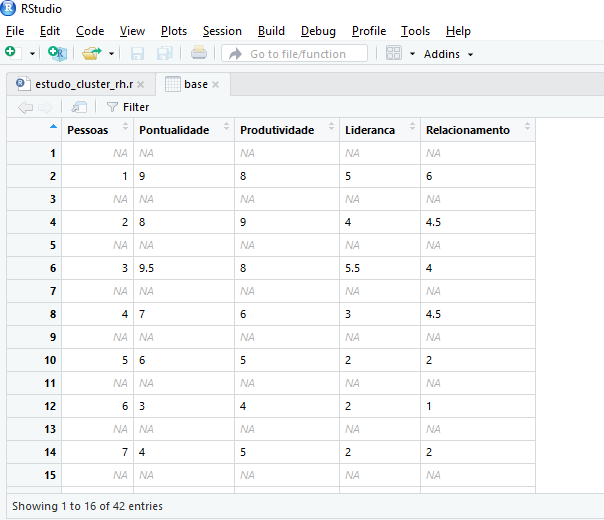 RStudio
File Edit Code View Plots Session Build Debug Profile Tools Help
Go to file/function Addins
estudo_cluster_rh.r base
Filter
Pessoas Pontualidade Produtividade Lideranca Relacionamento
1 NA NA NA NA NA
2 1 9 8 5 6
3 NA NA NA NA NA
4 2 8 9 4 4.5
5 NA NA NA NA NA
6 3 9.5 8 5.5 4
7 NA NA NA NA NA
8 4 7 6 3 4.5
9 NA NA NA NA NA
10 5 6 5 2 2
11 NA NA NA NA NA
12 6 3 4 2 1
13 NA NA NA NA NA
14 7 4 5 2 2
15 NA NA NA NA NA
Showing 1 to 16 of 42 entries